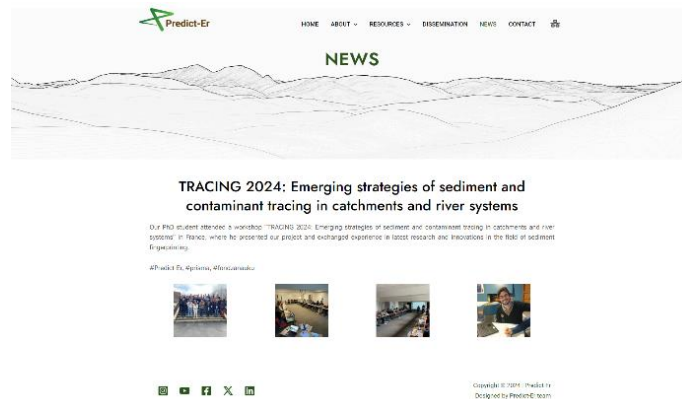 Predict-Er
HOME ABOUT RESOURCES DISSEMINATION NEWS CONTACT
NEWS
TRACING 2024: Emerging strategies of sediment and
contaminant tracing in catchments and river systems
Our PhD student attended a workshop "TRACING 2024: Emerging strategies of sediment and contaminant tracing in catchments and river
systems" in France, where he presented our project and exchanged experience in latest research and innovations in the field of sediment
fingerprinting.
#Predict-Er, #prisma, #fondzanauku
Copyright © 2024 - Predict-Er
Designed by Predict-Er team